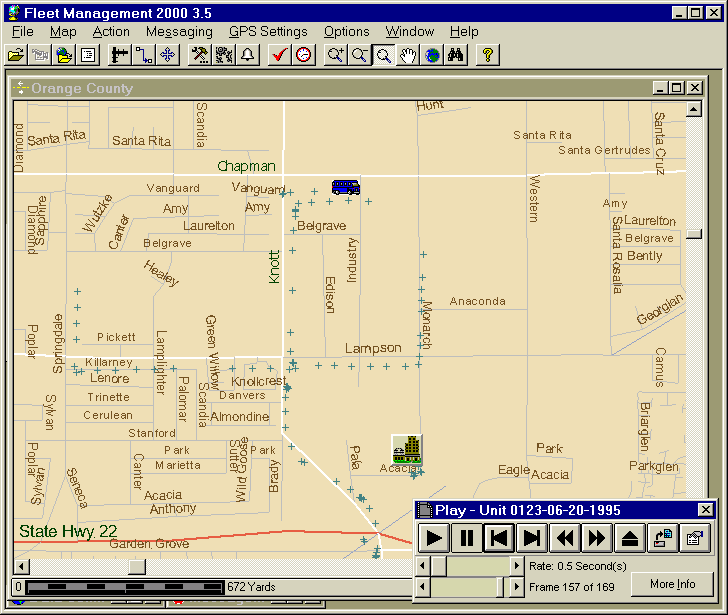 Fleet Management 2000 3.5
File Map Action Messaging GPS Settings Options Window Help
Orange County
Hunt
Diamond
Santa Rita
Santa Rita
Scandia
Santa Rita
Santa Gertrudes
Santa Cruz
Chapman
Vanguard
Vanguard
Western
Diamond
Sapphire
Wutzke
Canter
Amy
Amy
Laurelton
Belgrave
Belgrave
Amy
Laurelton
Belgrave
Bently
Santa Rosalia
Healey
Knott
Edison
Industry
Monarch
Anaconda
Georgian
Poplar
Springdale
Pickett
Lamplighter
Green Willow
Lampson
Killarney
Lenore
Knollcrest
Danvers
Camus
Sylvan
Trinette
Cerulean
Palomar
Scandia
Almondine
Stanford
Briarglen
Poplar
Sylvan
Seneca
Canter
Park
Marietta
Sutter
Wild Goose
Park
Brady
Pala
Acacia
Park
Eagle
Acacia
Parkglen
Acacia
Anthony
State Hwy. 22
Garden Grove
0 672 Yards
Play - Unit 0123-06-20-1995
Rate: 0.5 Second(s)
Frame 157 of 169
More Info